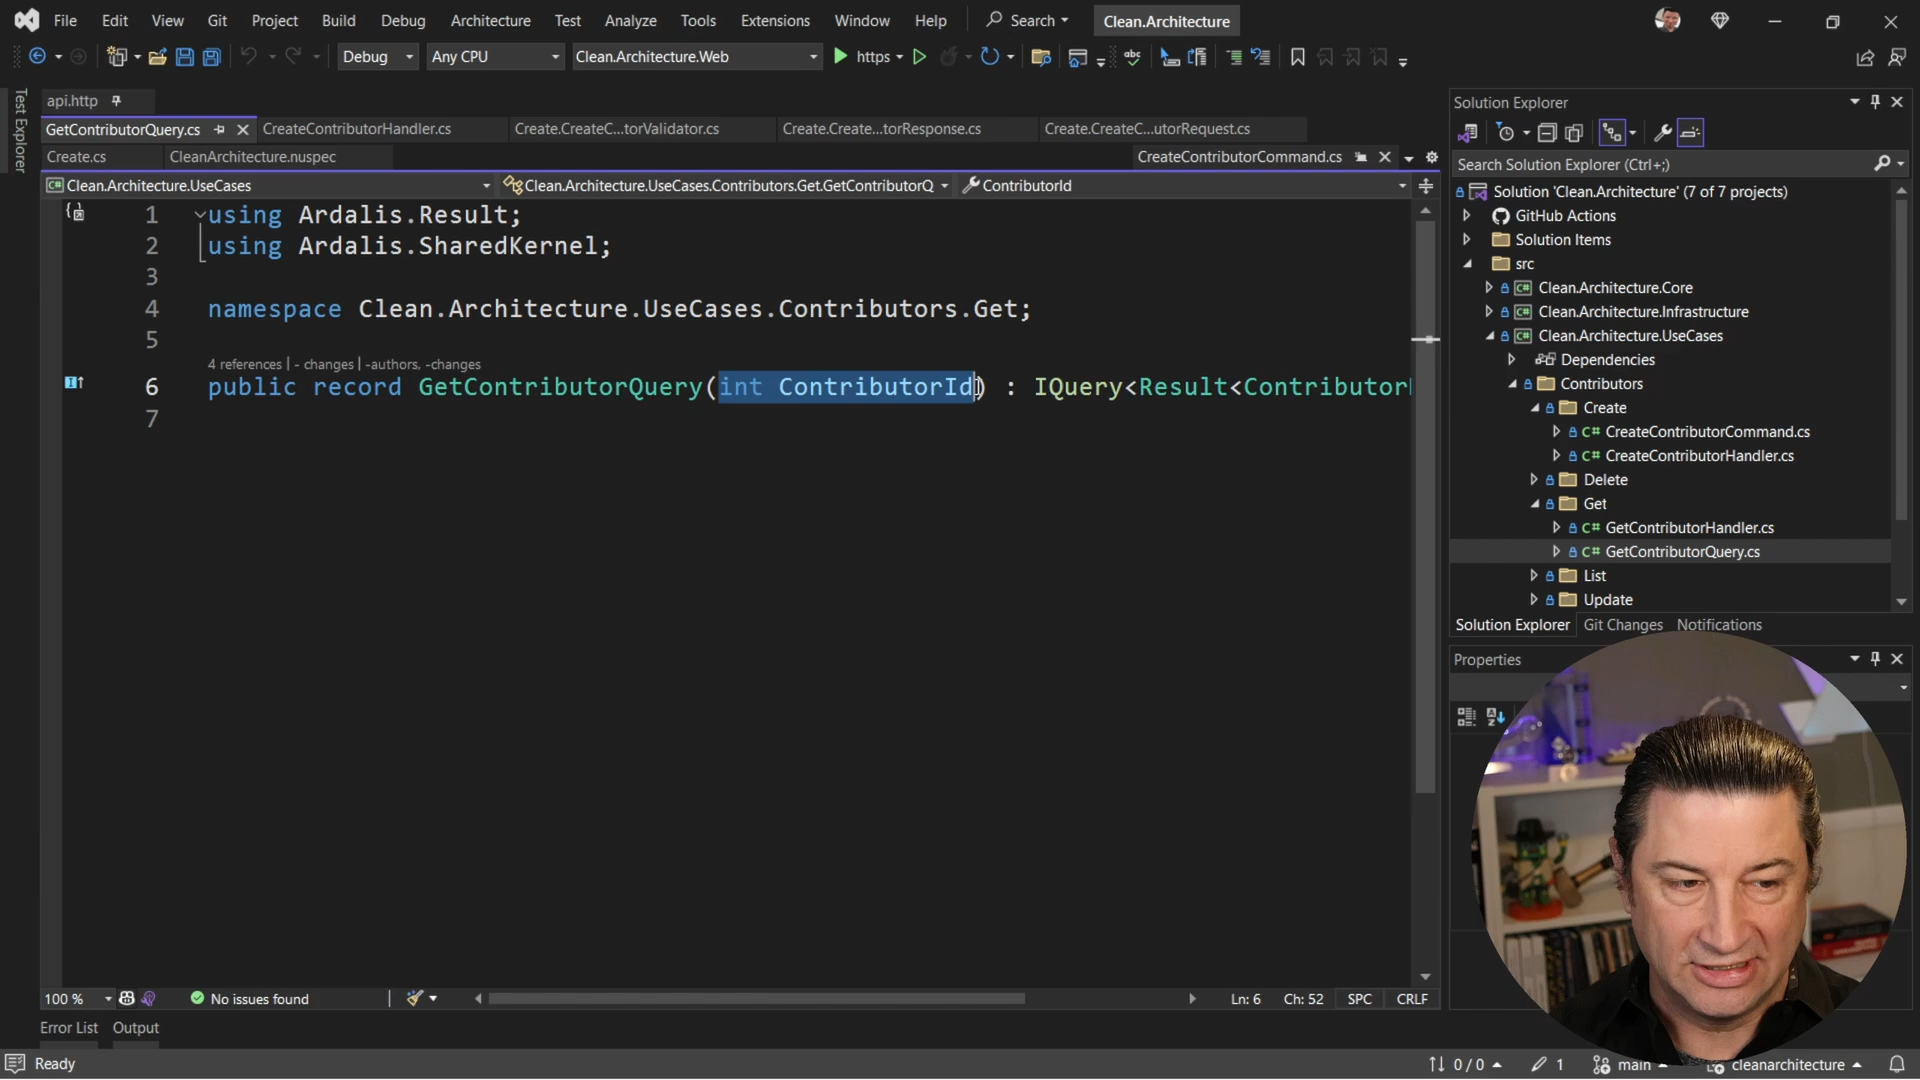 File Edit View Git Project Build Debug Architecture Test Analyze Tools Extensions Window Help Search Clean.Architecture
Debug Any CPU Clean.Architecture.Web https
Test Explorer
api.http
GetContributorQuery.cs CreateContributorHandler.cs Create.CreateC...torValidator.cs Create.Create...torResponse.cs Create.CreateC...utorRequest.cs
Create.cs CleanArchitecture.nuspec CreateContributorCommand.cs
Clean.Architecture.UseCases Clean.Architecture.UseCases.Contributors.Get.GetContributorQ ContributorId
1 using Ardalis.Result;
2 using Ardalis.SharedKernel;
3
4 namespace Clean.Architecture.UseCases.Contributors.Get;
5
4 references | - changes | -authors, -changes
6 public record GetContributorQuery(int ContributorId) : IQuery<Result<Contributor
7
100 % No issues found Ln: 6 Ch: 52 SPC CRLF
Error List Output
Ready 0 / 0 1 main cleanarchitecture
Solution Explorer
Search Solution Explorer (Ctrl+;)
Solution 'Clean.Architecture' (7 of 7 projects)
GitHub Actions
Solution Items
src
Clean.Architecture.Core
Clean.Architecture.Infrastructure
Clean.Architecture.UseCases
Dependencies
Contributors
Create
CreateContributorCommand.cs
CreateContributorHandler.cs
Delete
Get
GetContributorHandler.cs
GetContributorQuery.cs
List
Update
Solution Explorer Git Changes Notifications
Properties